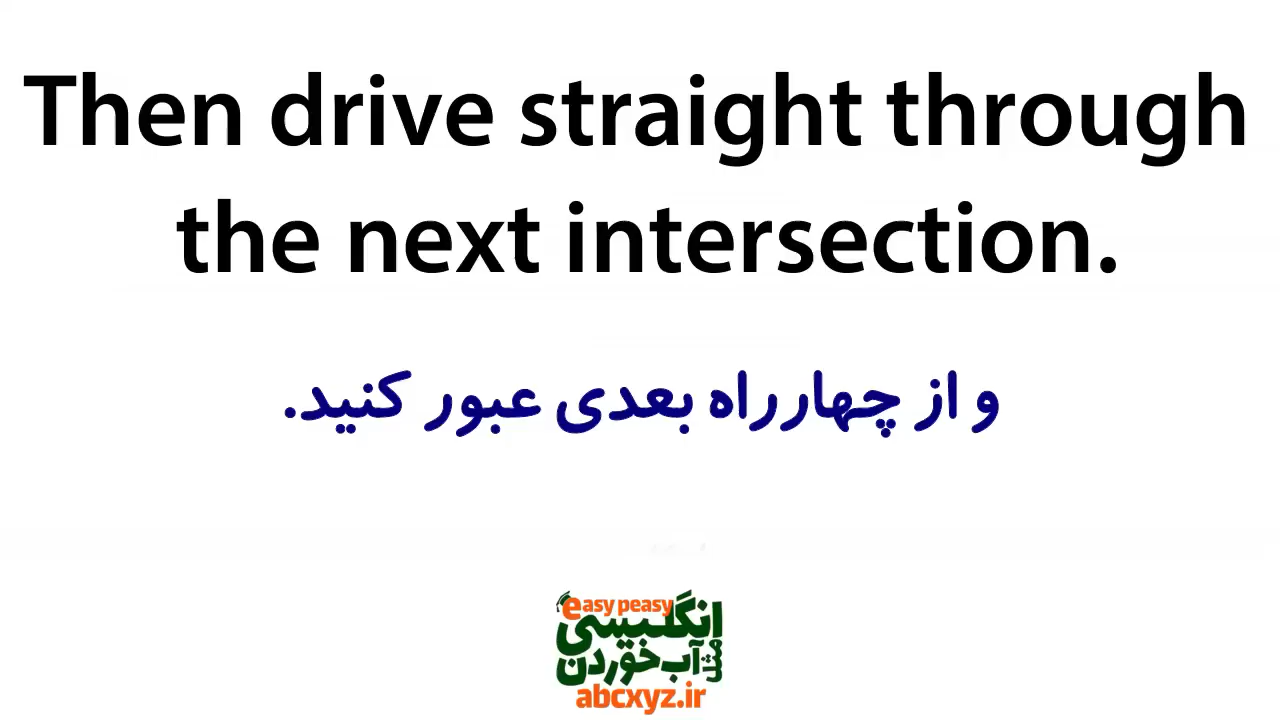 Then drive straight through
the next intersection.
و از چهارراه بعدی عبور کنید.
easy peasy
انگلیسی
مثل آب خوردن
abcxyz.ir